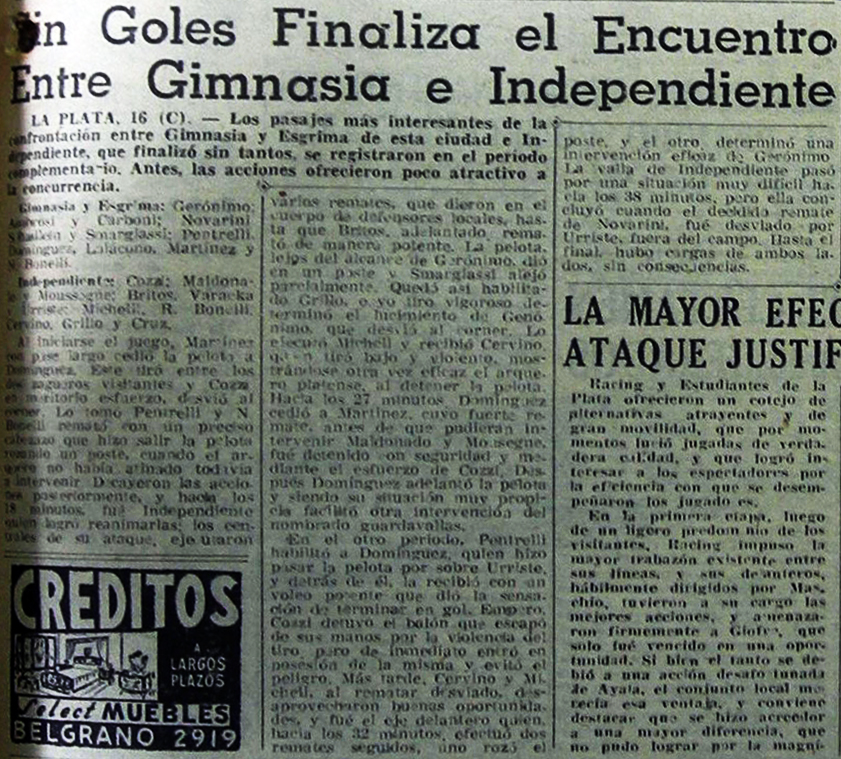 Sin Goles Finaliza el Encuentro
Entre Gimnasia e Independiente
LA PLATA, 16 (C). — Los pasajes más interesantes de la
confrontación entre Gimnasia y Esgrima de esta ciudad e In-
dependiente, que finalizó sin tantos, se registraron en el período
complementa-io. Antes, las acciones ofrecieron poco atractivo a
la concurrencia.
Gimnasia y Esgrima: Gerónimo;
y Carboni; Novarini,
y Smarglassi; Pentrelli,
Domínguez, Lalácono, Martínez y
N. Bonelli.
Independiente: Cozzi; Maldona-
do y Moussegne; Britos, Varacka
y Urriste; Michelli, R. Bonelli,
Cervino, Grillo y Cruz.
Al iniciarse el juego, Martínez
con pase largo cedió la pelota a
Domínguez. Este tiró entre los
dos zagueros visitantes y Cozzi,
en meritorio esfuerzo, desvió al
corner. Lo tomó Pentrelli y N.
Bonelli remató con un preciso
cabezazo que hizo salir la pelota
rozando un poste, cuando el ar-
quero no había atinado todavía
a intervenir. Decayeron las accio-
nes posteriormente, y hacia los
18 minutos, fué Independiente
quien logró reanimarlas; los cen-
trales de su ataque, ejecutaron
CREDITOS
A
LARGOS
PLAZOS
Select MUEBLES
BELGRANO 2919
varios remates, que dieron en el
cuerpo de defensores locales, has-
ta que Britos, adelantado, rema-
tó de manera potente. La pelota,
lejos del alcance de Gerónimo, dió
en un poste y Smarglassi alejó
parcialmente. Quedó así habilita-
do Grillo, cuyo tiro vigoroso de-
terminó el lucimiento de Geró-
nimo, que desvió al corner. Lo
ejecutó Michell y recibió Cervino,
quien tiró bajo y violento, mos-
trándose otra vez eficaz el arque-
ro platense, al detener la pelota.
Hacia los 27 minutos, Domínguez
cedió a Martínez, cuyo fuerte re-
mate, antes de que pudieran in-
tervenir Maldonado y Mousegne,
fué detenido con seguridad y me-
diante el esfuerzo de Cozzi. Des-
pués Domínguez adelantó la pelota
y siendo su situación muy propi-
cia facilitó otra intervención del
nombrado guardavallas.
En el otro período, Pentrelli
habilitó a Domínguez, quien hizo
pasar la pelota por sobre Urriste,
y detrás de él, la recibió con un
voleo potente que dió la sensa-
ción de terminar en gol. Empero,
Cozzi detuvo el balón que escapó
de sus manos por la violencia del
tiro, pero de inmediato entró en
posesión de la misma y evitó el
peligro. Más tarde, Cervino y Mi-
chell, al rematar desviado, des-
aprovecharon buenas oportunida-
des, y fué el eje delantero quien,
hacia los 32 minutos, efectuó dos
remates seguidos, uno rozó el
poste, y el otro, determinó una
intervención eficaz de Gerónimo
La valla de Independiente pasó
por una situación muy difícil ha-
cia los 38 minutos, pero ella con-
cluyó cuando el decidido remate
de Novarini, fué desviado por
Urriste, fuera del campo. Hasta el
final, hubo cargas de ambos la-
dos, sin consecuencias.
LA MAYOR EFEC
ATAQUE JUSTIF
Racing y Estudiantes de la
Plata ofrecieron un cotejo de
alternativas atrayentes y de
gran movilidad, que por mo-
mentos lució jugadas de verda-
dera calidad, y que logró in-
teresar a los espectadores por
la eficiencia con que se desem-
peñaron los jugado es.
En la primera etapa, luego
de un ligero predom nio de los
visitantes, Racing impuso la
mayor trabazón existente entre
sus líneas, y sus de'anteros,
hábilmente dirigidos por Mas-
chio, tuvieron a su cargo las
mejores acciones, y amenaza-
ron firmemente a Giofré, que
solo fué vencido en una opor-
tunidad. Si bien el tanto se de-
bió a una acción desafo tunada
de Ayala, el conjunto local me-
recía esa ventaja, y conviene
destacar que se hizo acreedor
a una mayor diferencia, que
no pudo lograr por la magní-